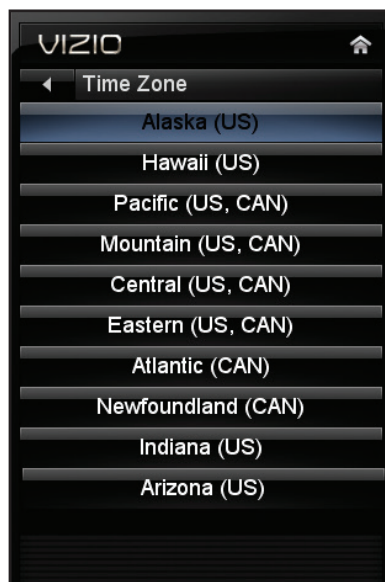 VIZIO
Time Zone
Alaska (US)
Hawaii (US)
Pacific (US, CAN)
Mountain (US, CAN)
Central (US, CAN)
Eastern (US, CAN)
Atlantic (CAN)
Newfoundland (CAN)
Indiana (US)
Arizona (US)